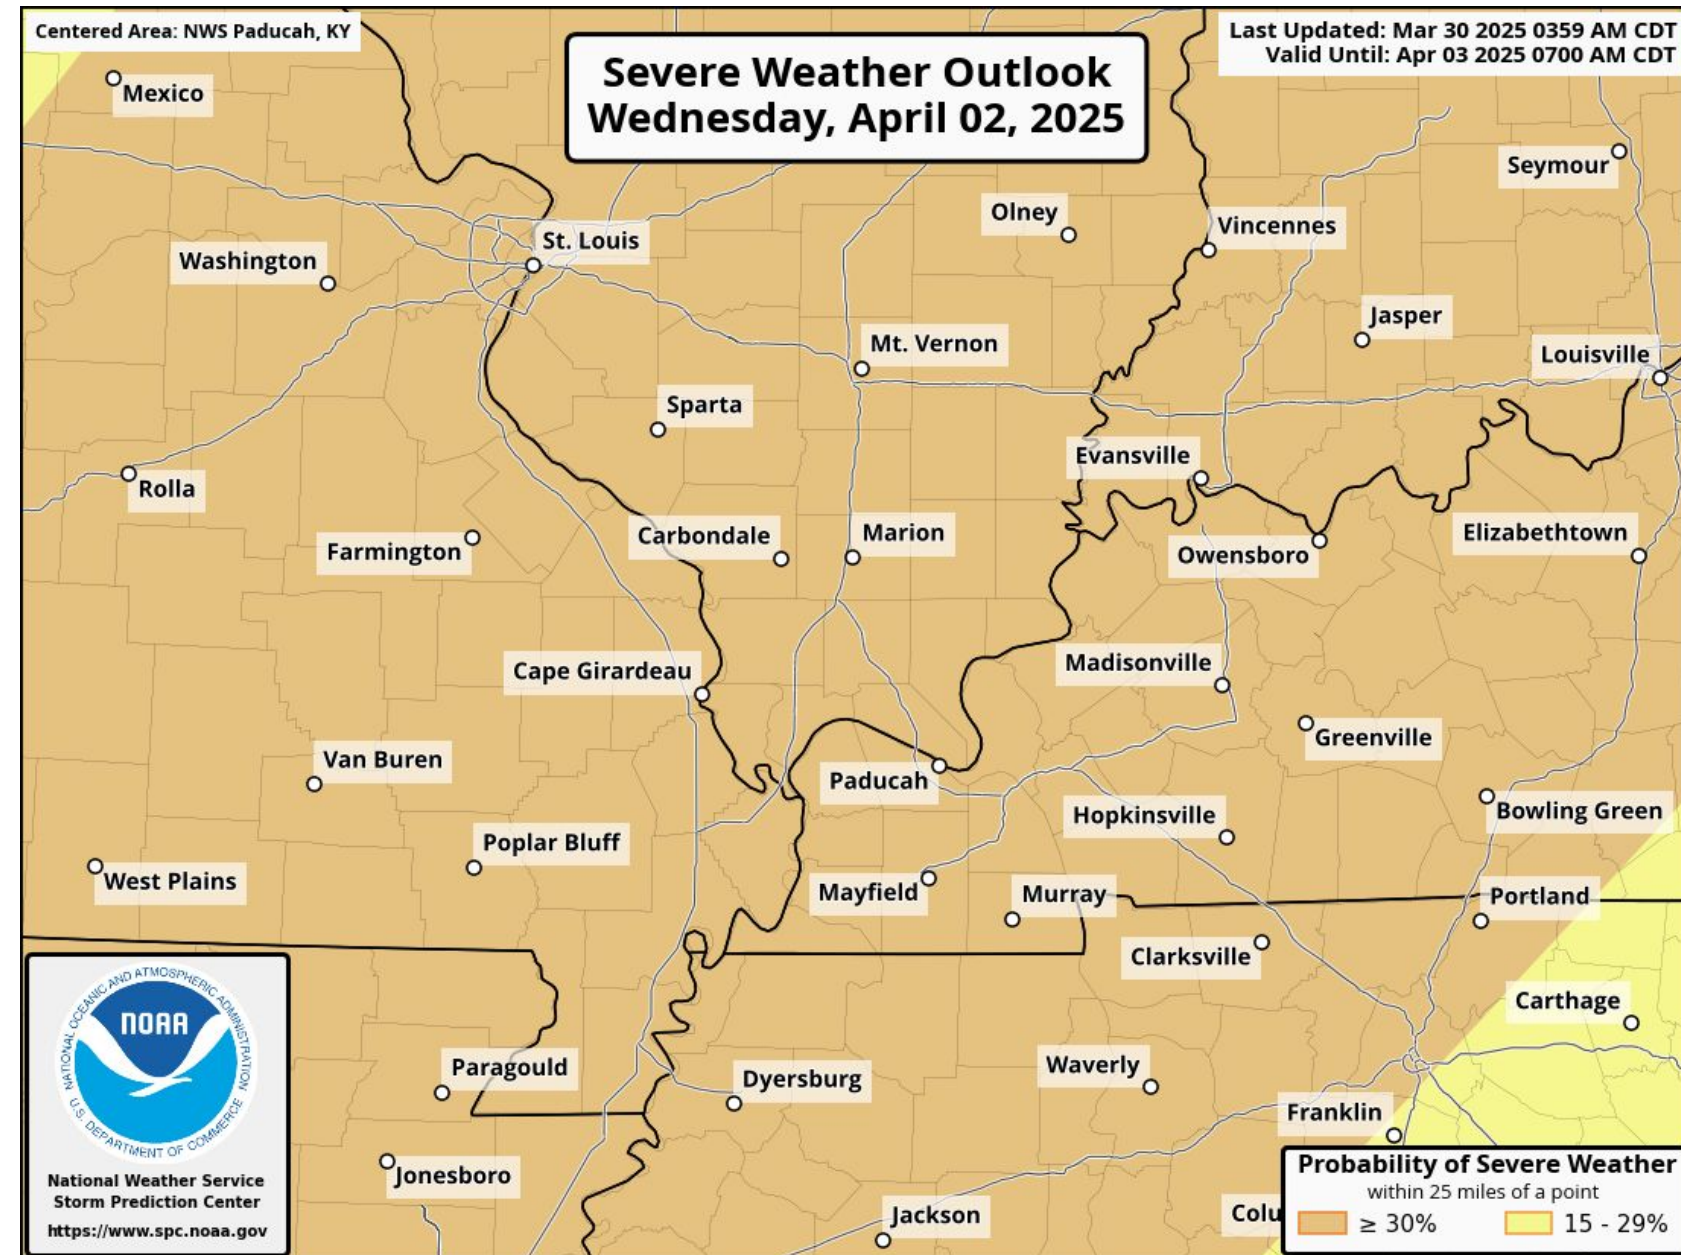 Centered Area: NWS Paducah, KY
Severe Weather Outlook
Wednesday, April 02, 2025
Last Updated: Mar 30 2025 0359 AM CDT
Valid Until: Apr 03 2025 0700 AM CDT
Mexico
Seymour
Olney
Vincennes
St. Louis
Washington
Jasper
Mt. Vernon
Louisville
Sparta
Evansville
Rolla
Carbondale
Marion
Elizabethtown
Farmington
Owensboro
Cape Girardeau
Madisonville
Greenville
Van Buren
Paducah
Bowling Green
Hopkinsville
Poplar Bluff
West Plains
Mayfield
Murray
Portland
Clarksville
Carthage
Paragould
Waverly
Dyersburg
Franklin
Jonesboro
Jackson
Colu
NATIONAL OCEANIC AND ATMOSPHERIC ADMINISTRATION
NOAA
U.S. DEPARTMENT OF COMMERCE
National Weather Service
Storm Prediction Center
https://www.spc.noaa.gov
Probability of Severe Weather
within 25 miles of a point
≥ 30%
15 - 29%